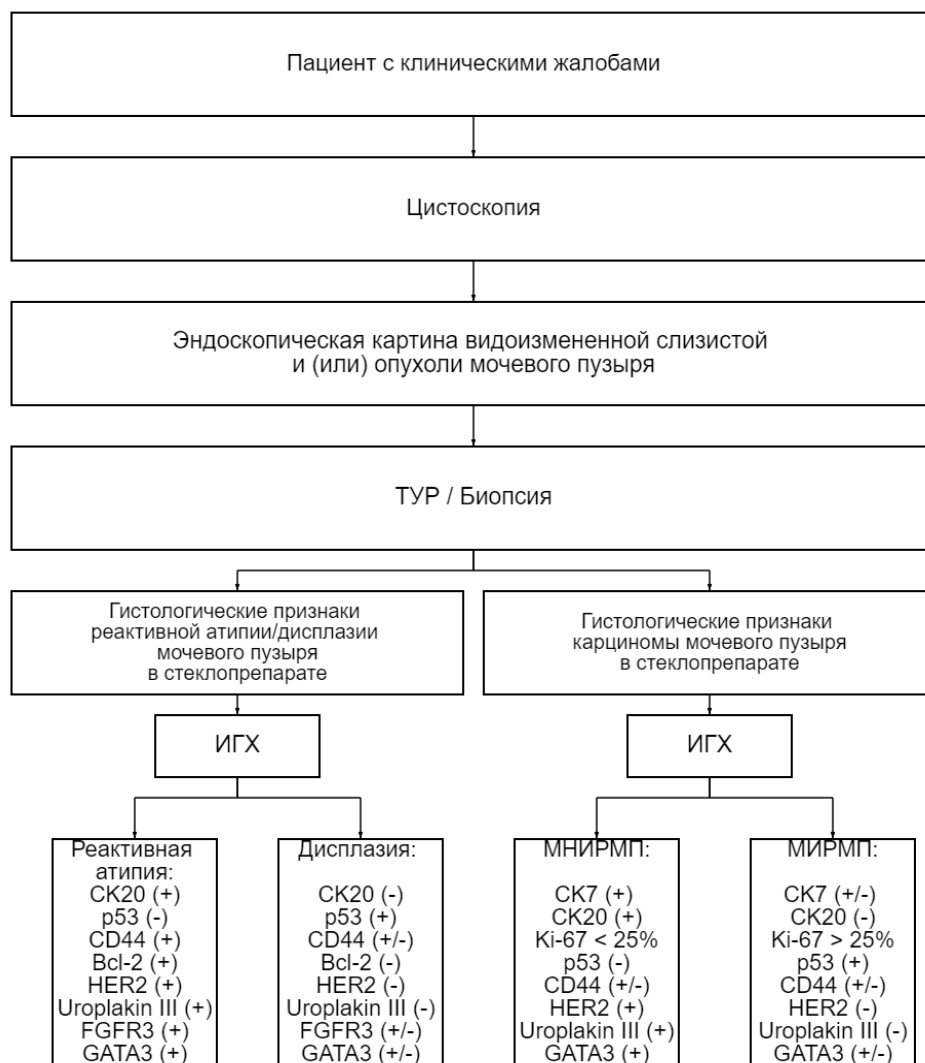 Пациент с клиническими жалобами
Цистоскопия
Эндоскопическая картина видоизмененной слизистой
и (или) опухоли мочевого пузыря
ТУР / Биопсия
Гистологические признаки
реактивной атипии/дисплазии
мочевого пузыря
в стеклопрепарате
Гистологические признаки
карциномы мочевого пузыря
в стеклопрепарате
ИГХ
ИГХ
Реактивная
атипия:
CK20 (+)
p53 (-)
CD44 (+)
Bcl-2 (+)
HER2 (+)
Uroplakin III (+)
FGFR3 (+)
GATA3 (+)
Дисплазия:
CK20 (-)
p53 (+)
CD44 (+/-)
Bcl-2 (-)
HER2 (-)
Uroplakin III (-)
FGFR3 (+/-)
GATA3 (+/-)
МНИРМП:
CK7 (+)
CK20 (+)
Ki-67 < 25%
p53 (-)
CD44 (+/-)
HER2 (+)
Uroplakin III (+)
GATA3 (+)
МИРМП:
CK7 (+/-)
CK20 (-)
Ki-67 > 25%
p53 (+)
CD44 (+/-)
HER2 (-)
Uroplakin III (-)
GATA3 (+/-)